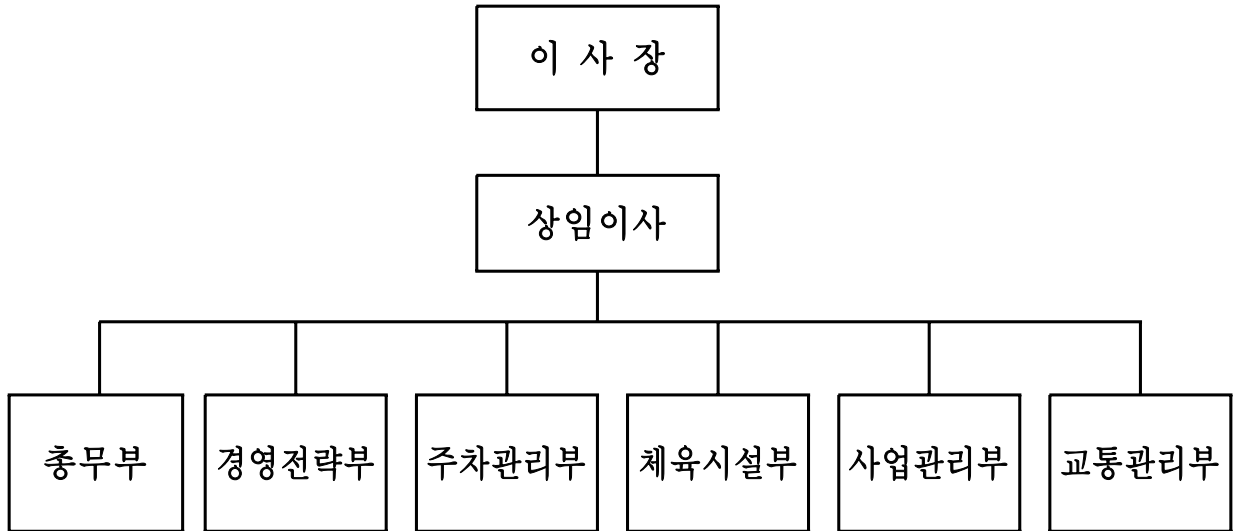 이 사 장
상임이사
총무부
경영전략부
주차관리부
체육시설부
사업관리부
교통관리부